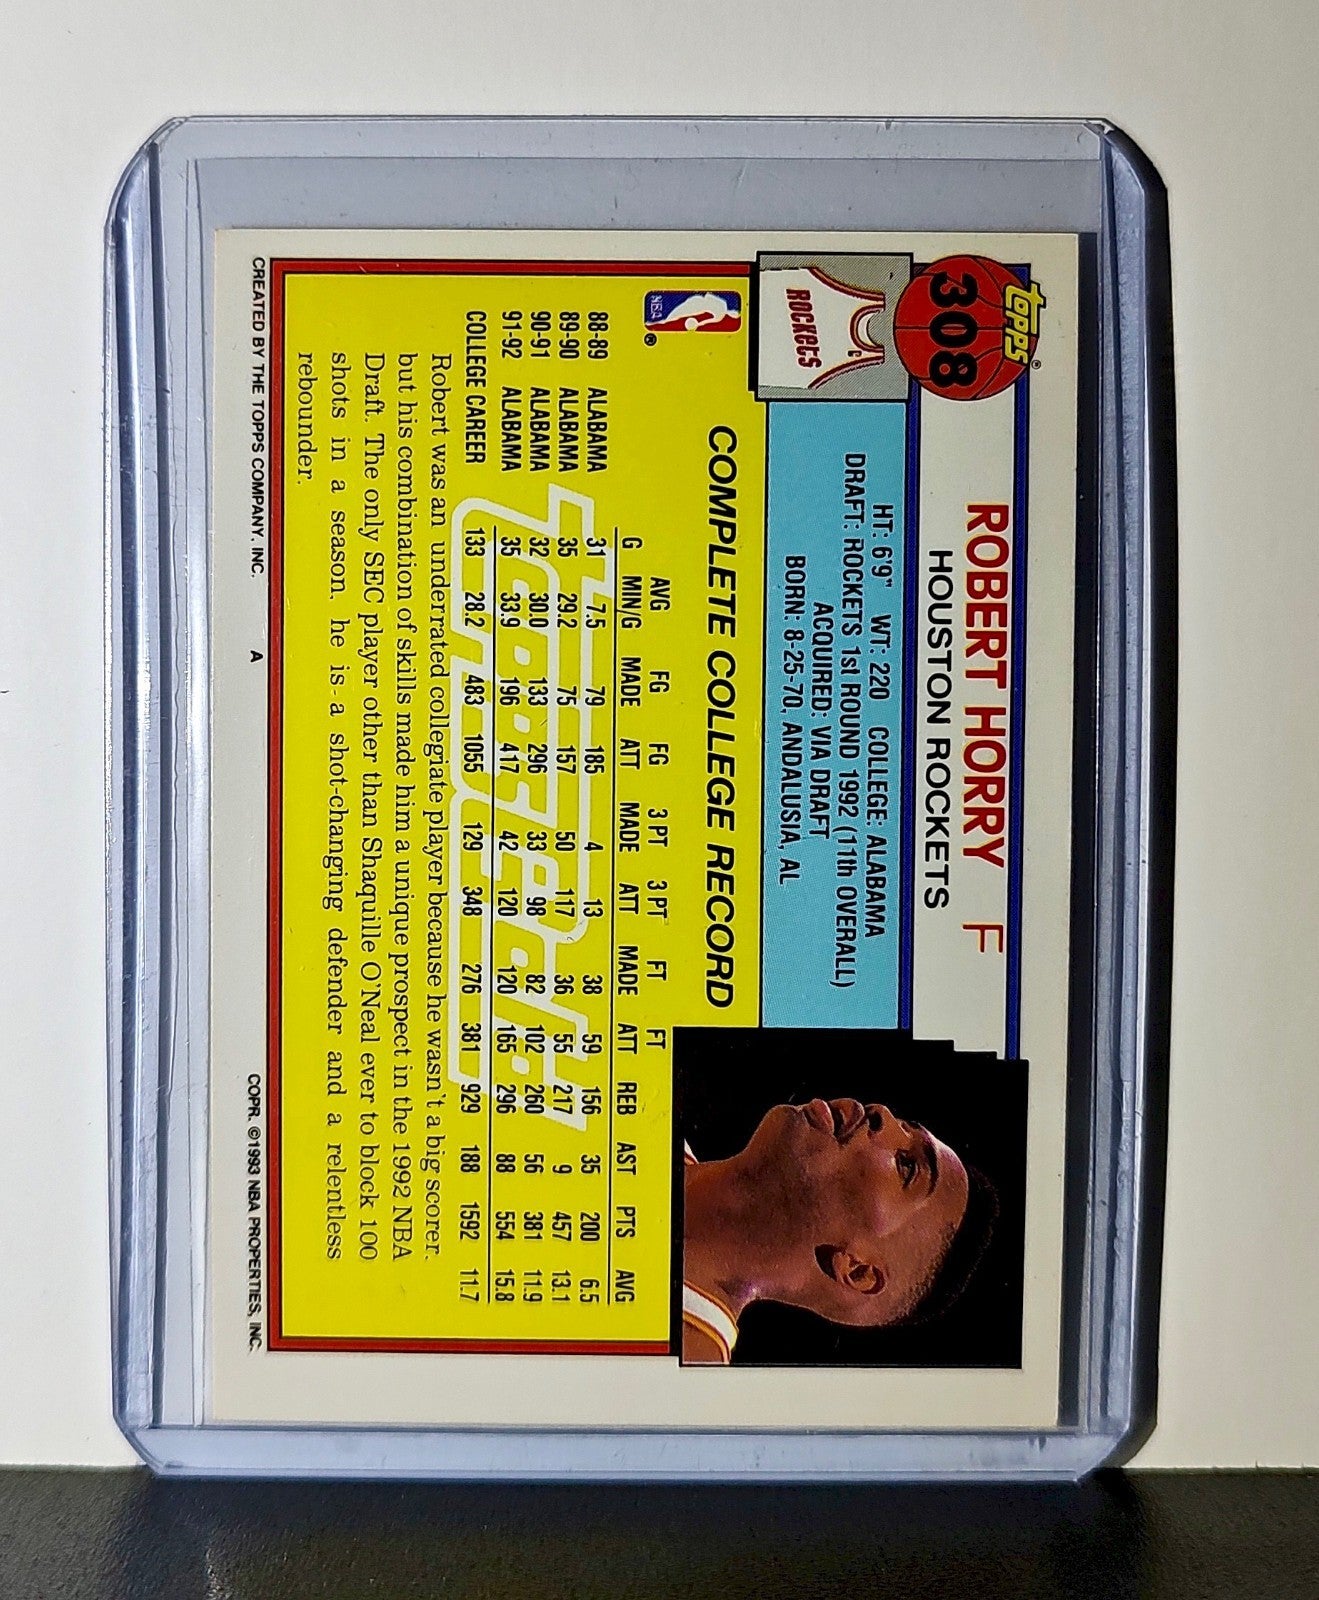 topps®
308
ROBERT HORRY F
HOUSTON ROCKETS
ROCKETS
HT: 6'9" WT: 220 COLLEGE: ALABAMA
DRAFT: ROCKETS 1st ROUND 1992 (11th OVERALL)
ACQUIRED: VIA DRAFT
BORN: 8-25-70, ANDALUSIA, AL
NBA ®
COMPLETE COLLEGE RECORD
AVG FG FG 3 PT 3 PT FT FT
G MIN/G MADE ATT MADE ATT MADE ATT REB AST PTS AVG
88-89 ALABAMA 31 7.5 79 185 4 13 38 59 156 35 200 6.5
89-90 ALABAMA 35 29.2 75 157 50 117 36 55 217 9 457 13.1
90-91 ALABAMA 32 30.0 133 296 33 98 82 102 260 56 381 11.9
91-92 ALABAMA 35 33.9 196 417 42 120 120 165 296 88 554 15.8
COLLEGE CAREER 133 28.2 483 1055 129 348 276 381 929 188 1592 11.7
Robert was an underrated collegiate player because he wasn't a big scorer,
but his combination of skills made him a unique prospect in the 1992 NBA
Draft. The only SEC player other than Shaquille O'Neal ever to block 100
shots in a season, he is a shot-changing defender and a relentless
rebounder.
CREATED BY THE TOPPS COMPANY, INC. A COPR. ©1993 NBA PROPERTIES, INC.